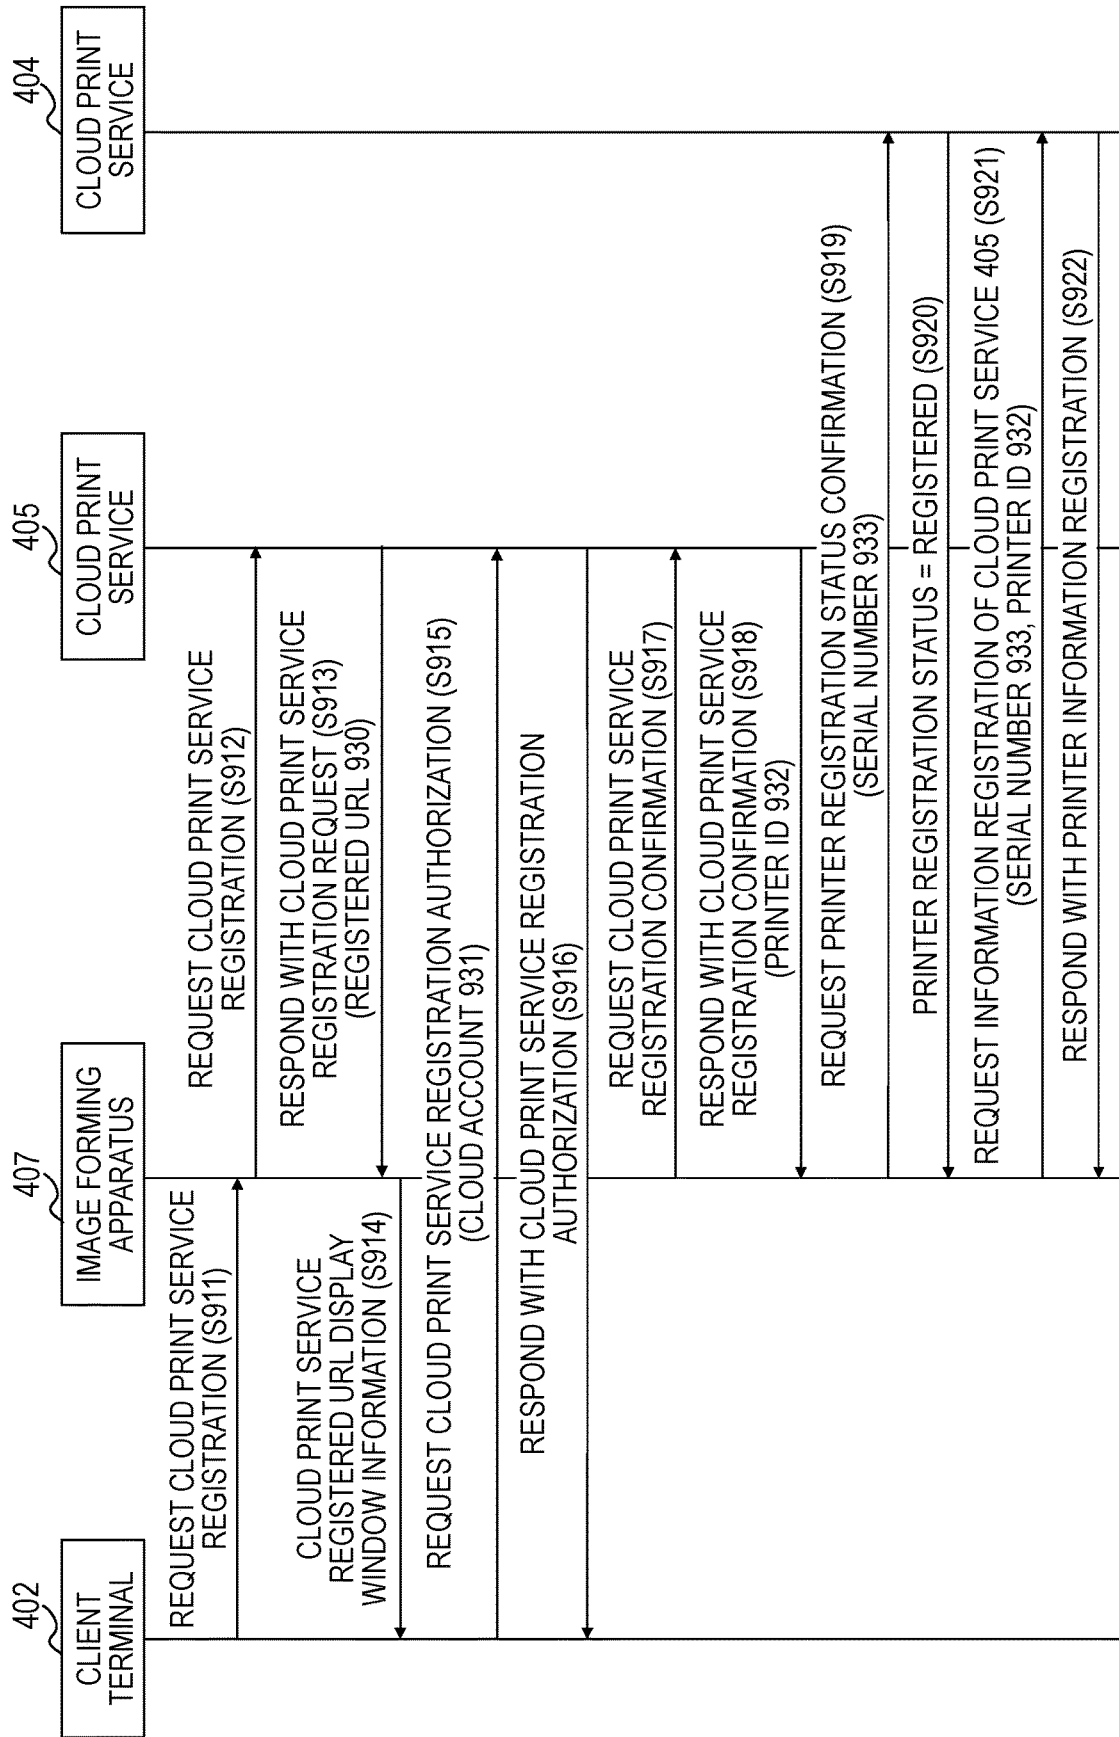 402
CLIENT
TERMINAL
407
IMAGE FORMING
APPARATUS
405
CLOUD PRINT
SERVICE
404
CLOUD PRINT
SERVICE
REQUEST CLOUD PRINT SERVICE
REGISTRATION (S911)
REQUEST CLOUD PRINT SERVICE
REGISTRATION (S912)
RESPOND WITH CLOUD PRINT SERVICE
REGISTRATION REQUEST (S913)
(REGISTERED URL 930)
CLOUD PRINT SERVICE
REGISTERED URL DISPLAY
WINDOW INFORMATION (S914)
REQUEST CLOUD PRINT SERVICE REGISTRATION AUTHORIZATION (S915)
(CLOUD ACCOUNT 931)
RESPOND WITH CLOUD PRINT SERVICE REGISTRATION
AUTHORIZATION (S916)
REQUEST CLOUD PRINT SERVICE
REGISTRATION CONFIRMATION (S917)
RESPOND WITH CLOUD PRINT SERVICE
REGISTRATION CONFIRMATION (S918)
(PRINTER ID 932)
REQUEST PRINTER REGISTRATION STATUS CONFIRMATION (S919)
(SERIAL NUMBER 933)
PRINTER REGISTRATION STATUS = REGISTERED (S920)
REQUEST INFORMATION REGISTRATION OF CLOUD PRINT SERVICE 405 (S921)
(SERIAL NUMBER 933, PRINTER ID 932)
RESPOND WITH PRINTER INFORMATION REGISTRATION (S922)